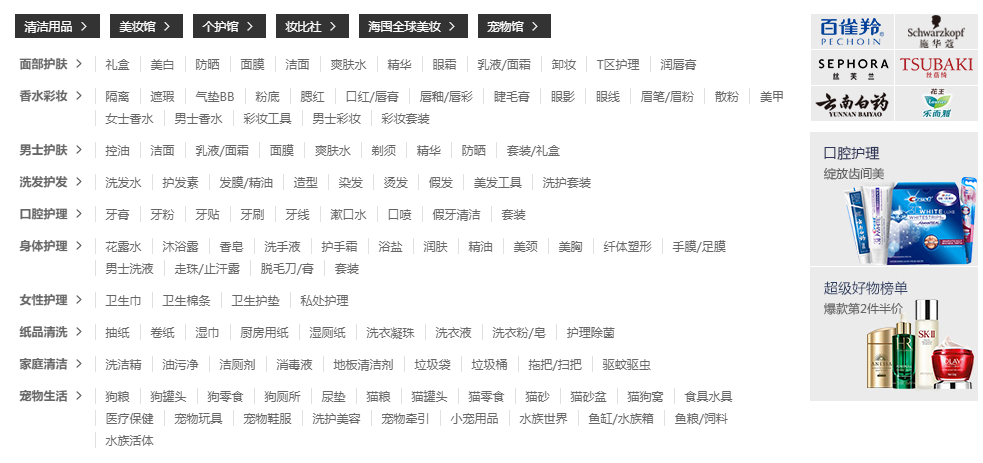 清洁用品 > 美妆馆 > 个护馆 > 妆比社 > 海囤全球美妆 > 宠物馆 >
面部护肤 > 礼盒 美白 防晒 面膜 洁面 爽肤水 精华 眼霜 乳液/面霜 卸妆 T区护理 润唇膏
香水彩妆 > 隔离 遮瑕 气垫BB 粉底 腮红 口红/唇膏 唇釉/唇彩 睫毛膏 眼影 眼线 眉笔/眉粉 散粉 美甲
女士香水 男士香水 彩妆工具 男士彩妆 彩妆套装
男士护肤 > 控油 洁面 乳液/面霜 面膜 爽肤水 剃须 精华 防晒 套装/礼盒
洗发护发 > 洗发水 护发素 发膜/精油 造型 染发 烫发 假发 美发工具 洗护套装
口腔护理 > 牙膏 牙粉 牙贴 牙刷 牙线 漱口水 口喷 假牙清洁 套装
身体护理 > 花露水 沐浴露 香皂 洗手液 护手霜 浴盐 润肤 精油 美颈 美胸 纤体塑形 手膜/足膜
男士洗液 走珠/止汗露 脱毛刀/膏 套装
女性护理 > 卫生巾 卫生棉条 卫生护垫 私处护理
纸品清洗 > 抽纸 卷纸 湿巾 厨房用纸 湿厕纸 洗衣凝珠 洗衣液 洗衣粉/皂 护理除菌
家庭清洁 > 洗洁精 油污净 洁厕剂 消毒液 地板清洁剂 垃圾袋 垃圾桶 拖把/扫把 驱蚊驱虫
宠物生活 > 狗粮 狗罐头 狗零食 狗厕所 尿垫 猫粮 猫罐头 猫零食 猫砂 猫砂盆 猫狗窝 食具水具
医疗保健 宠物玩具 宠物鞋服 洗护美容 宠物牵引 小宠用品 水族世界 鱼缸/水族箱 鱼粮/饲料
水族活体
百雀羚
PECHOIN
Schwarzkopf
施华蔻
SEPHORA
丝芙兰
TSUBAKI
丝蓓绮
云南白药
YUNNAN BAIYAO
花王
Laurier
乐而雅
口腔护理
绽放齿间美
Crest
WHITE
WHITESTRIPS
超级好物榜单
爆款第2件半价
SK-II
OLAY